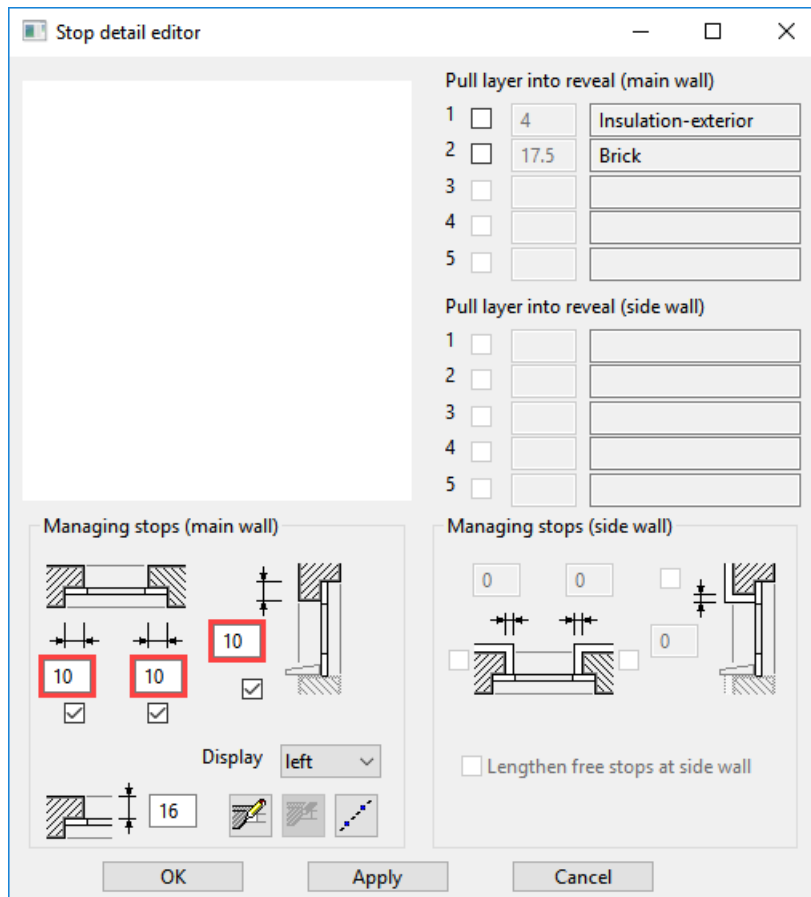 Stop detail editor
Pull layer into reveal (main wall)
1 4 Insulation-exterior
2 17.5 Brick
3
4
5
Pull layer into reveal (side wall)
1
2
3
4
5
Managing stops (main wall)
10
10 10
Display left
16
Managing stops (side wall)
0 0
0
Lengthen free stops at side wall
OK Apply Cancel